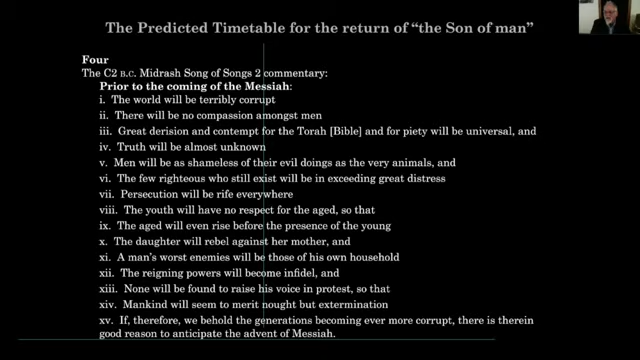 The Predicted Timetable for the return of “the Son of man”
Four
The C2 B.C. Midrash Song of Songs 2 commentary:
Prior to the coming of the Messiah:
i. The world will be terribly corrupt
ii. There will be no compassion amongst men
iii. Great derision and contempt for the Torah [Bible] and for piety will be universal, and
iv. Truth will be almost unknown
v. Men will be as shameless of their evil doings as the very animals, and
vi. The few righteous who still exist will be in exceeding great distress
vii. Persecution will be rife everywhere
viii. The youth will have no respect for the aged, so that
ix. The aged will even rise before the presence of the young
x. The daughter will rebel against her mother, and
xi. A man’s worst enemies will be those of his own household
xii. The reigning powers will become infidel, and
xiii. None will be found to raise his voice in protest, so that
xiv. Mankind will seem to merit nought but extermination
xv. If, therefore, we behold the generations becoming ever more corrupt, there is therein
good reason to anticipate the advent of Messiah.